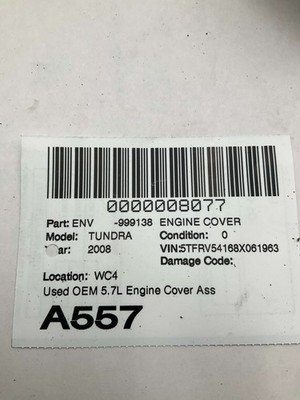 0000008077
Part: ENV -999138 ENGINE COVER
Model: TUNDRA Condition: 0
ar: 2008 VIN:5TFRV54168X061963
Damage Code:
Location: WC4
Used OEM 5.7L Engine Cover Ass
A557